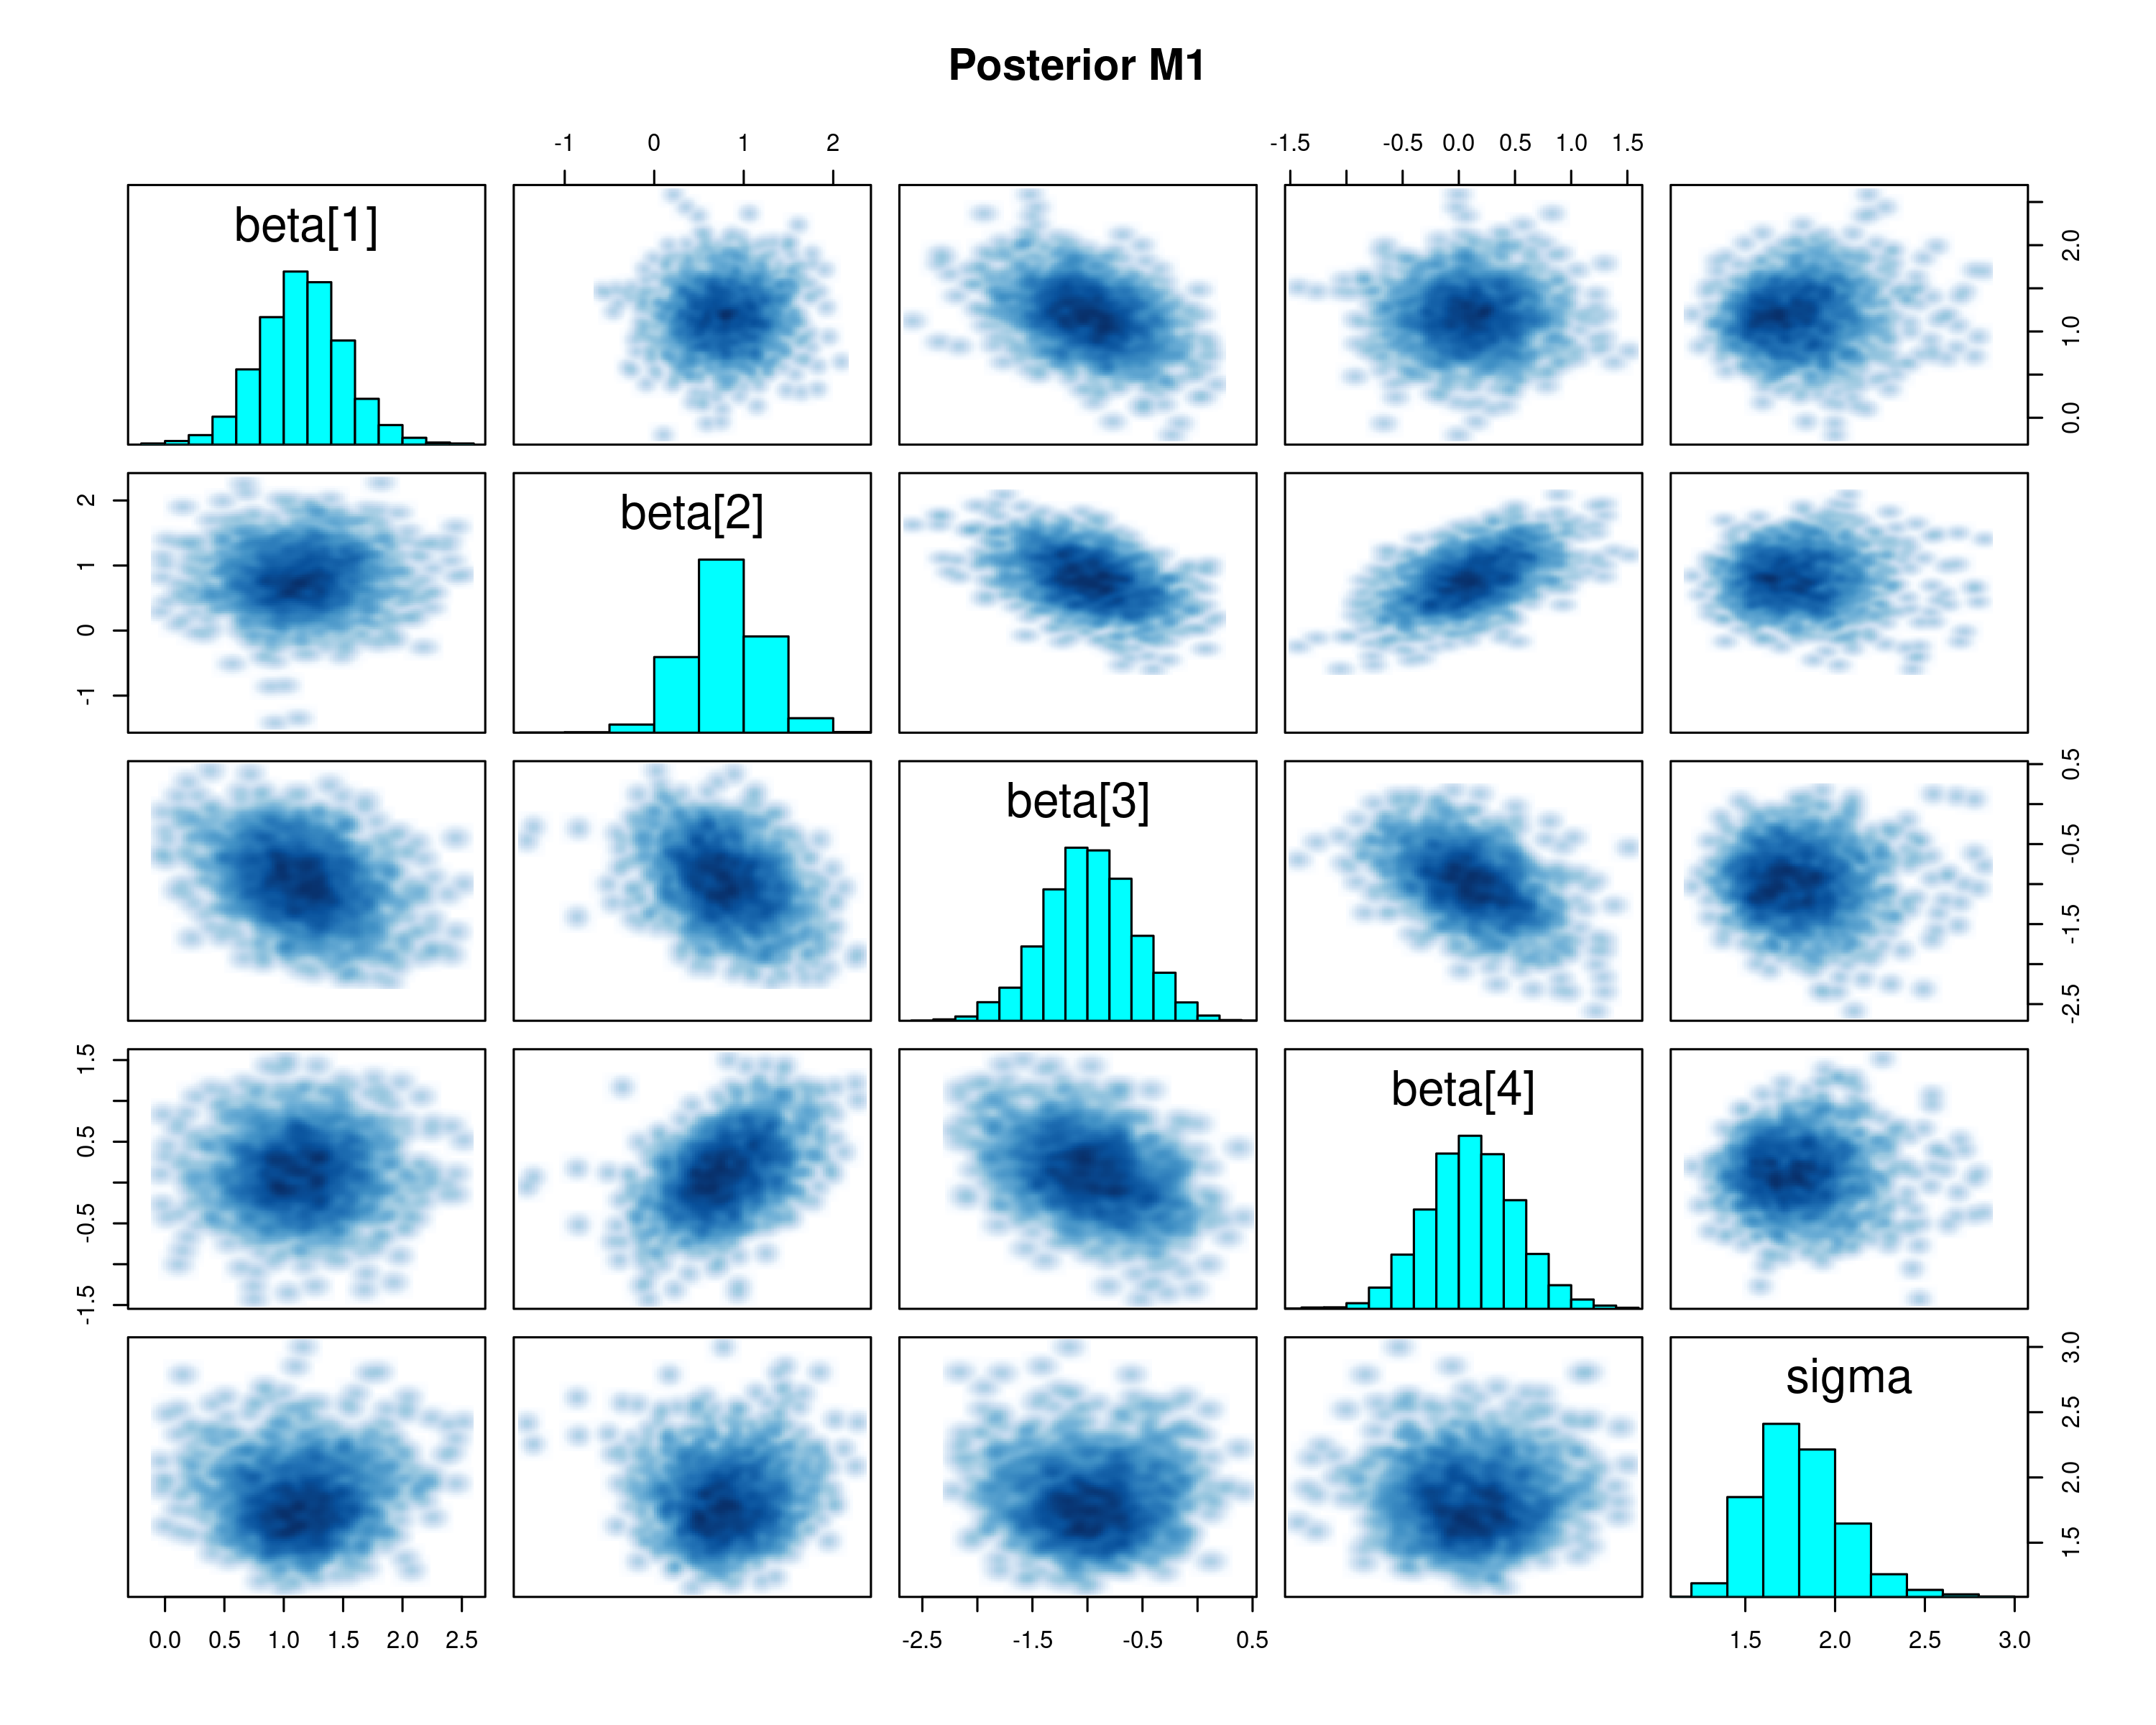 Posterior M1
-1 0 1 2
-1.5 -0.5 0.0 0.5 1.0 1.5
beta[1]
0.0 1.0 2.0
-1 0 1 2
beta[2]
beta[3]
-2.5 -1.5 -0.5 0.5
-1.5 -0.5 0.5 1.5
beta[4]
sigma
1.5 2.0 2.5 3.0
0.0 0.5 1.0 1.5 2.0 2.5
-2.5 -1.5 -0.5 0.5
1.5 2.0 2.5 3.0